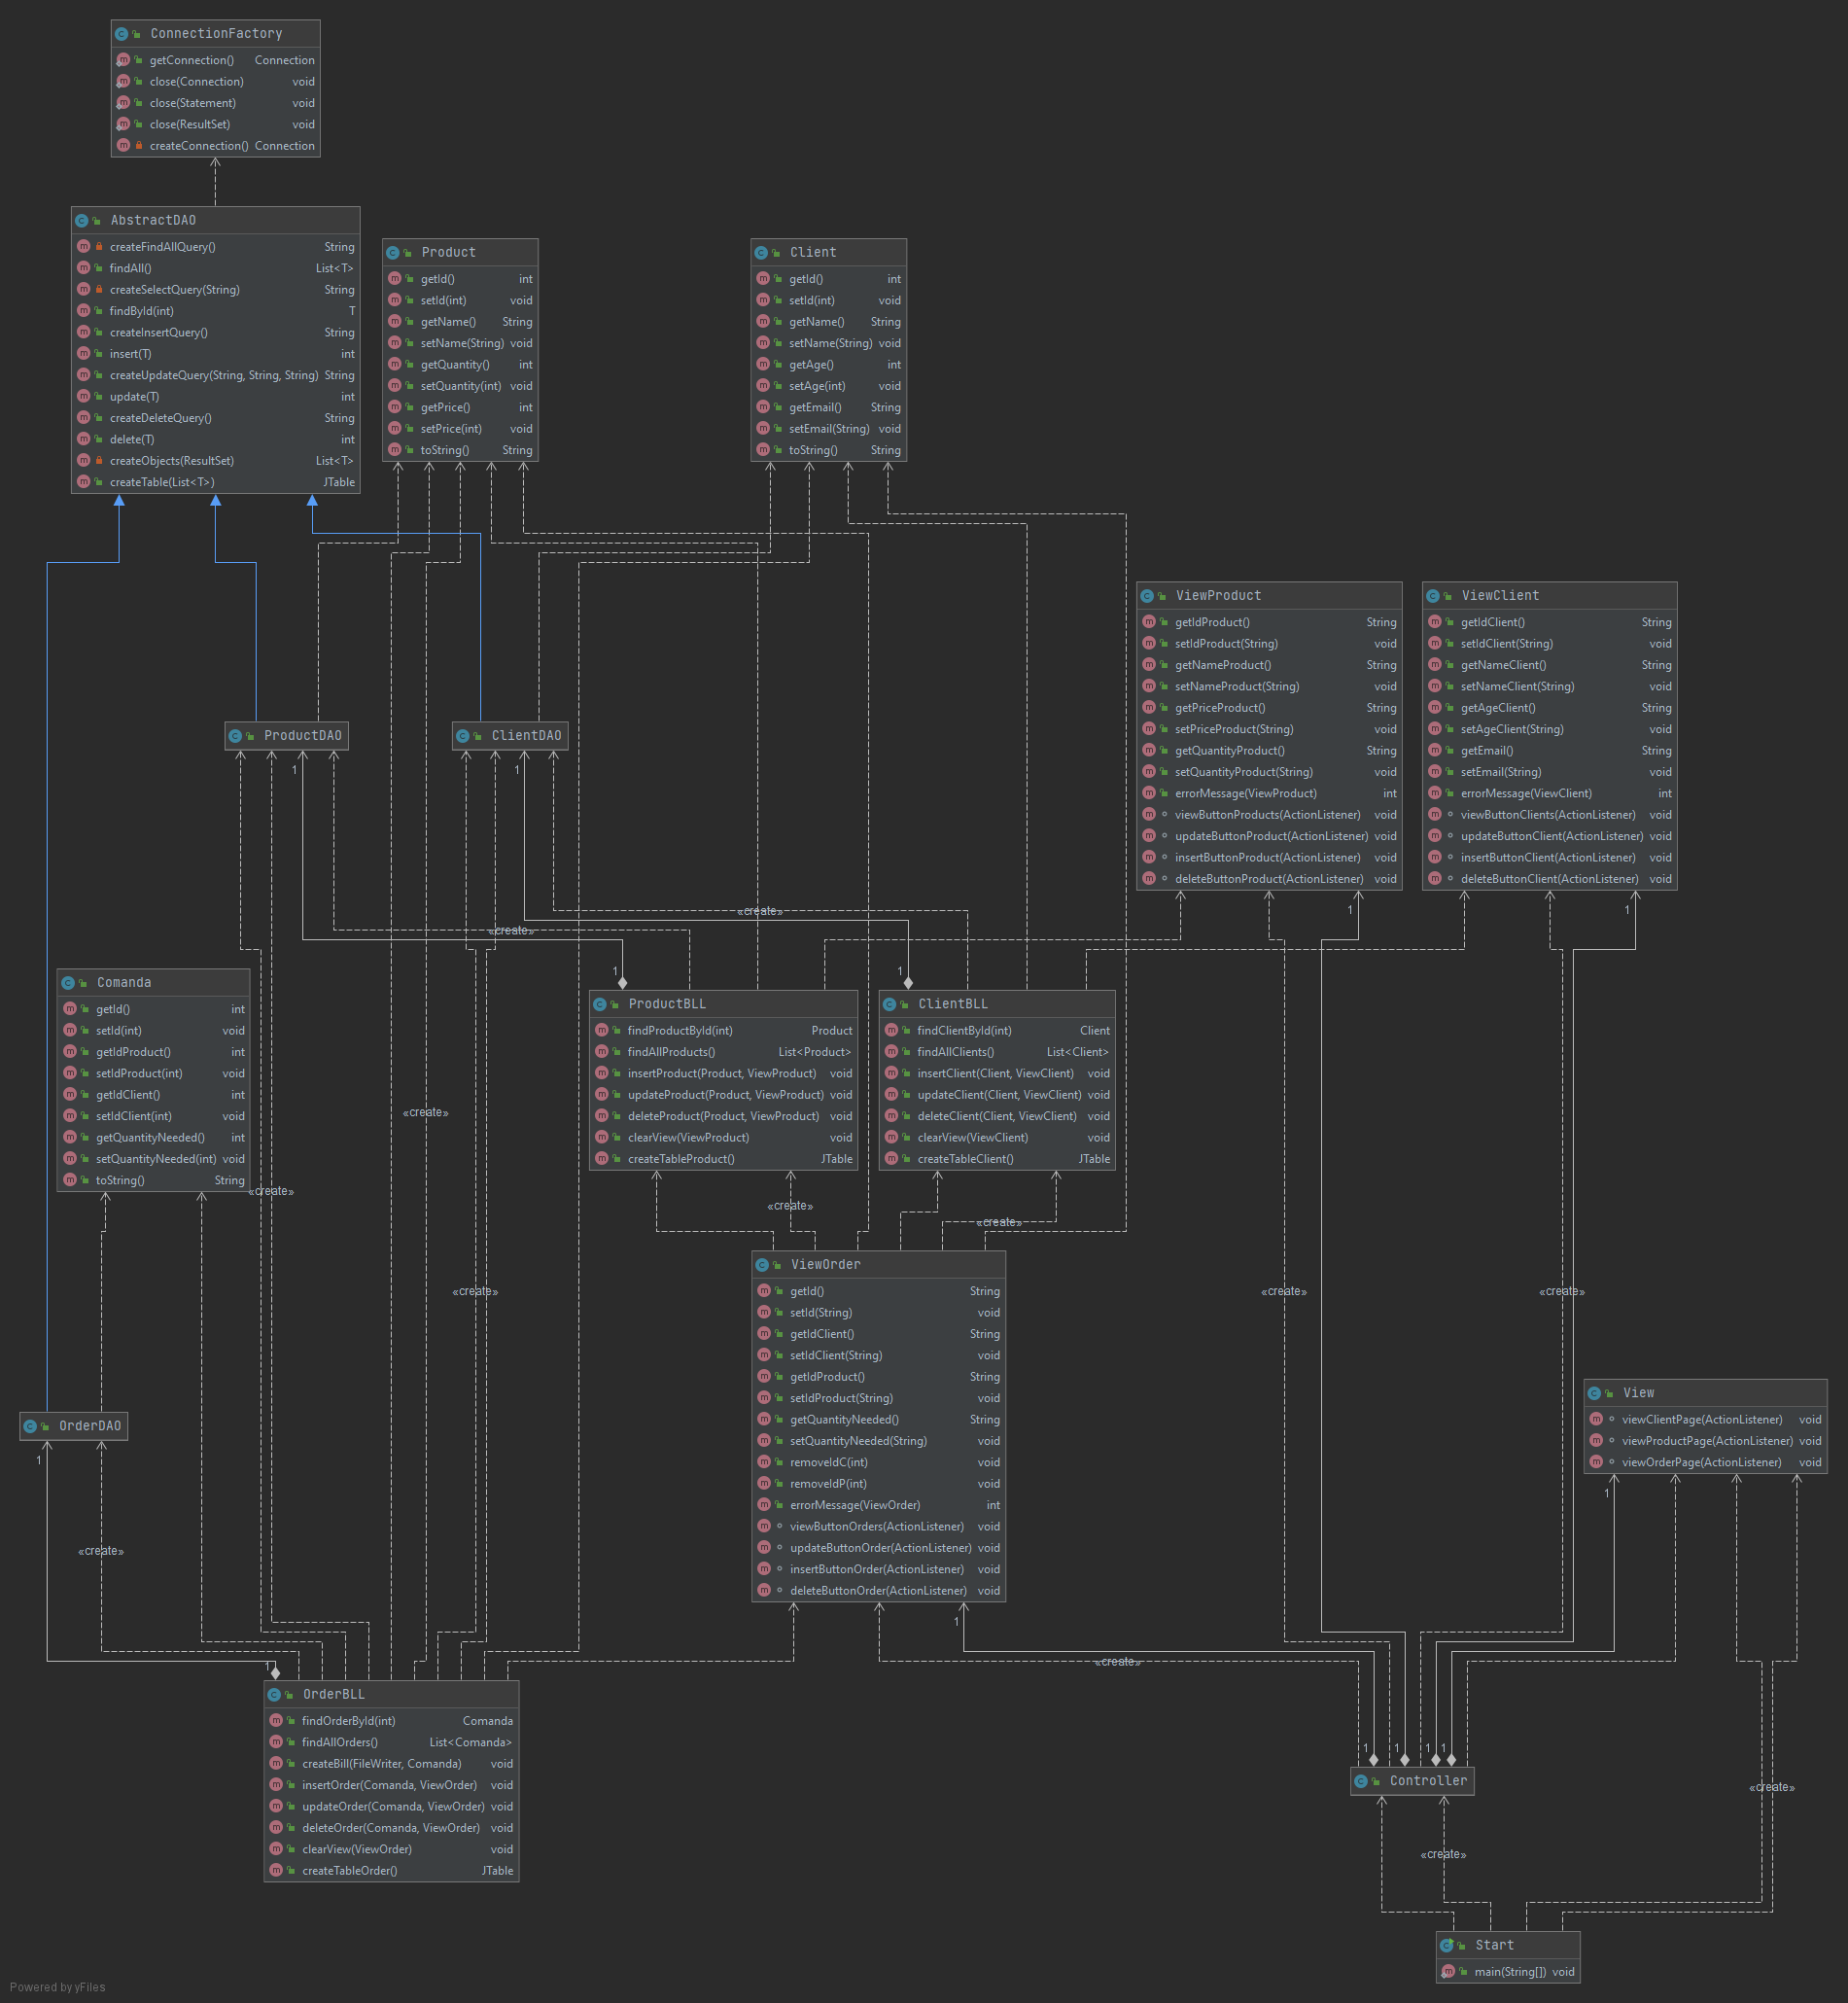 ConnectionFactory
getConnection() Connection
close(Connection) void
close(Statement) void
close(ResultSet) void
createConnection() Connection
AbstractDAO
createFindAllQuery() String
findAll() List<T>
createSelectQuery(String) String
findById(int) T
createInsertQuery() String
insert(T) int
createUpdateQuery(String, String, String) String
update(T) int
createDeleteQuery() String
delete(T) int
createObjects(ResultSet) List<T>
createTable(List<T>) JTable
Product
getId() int
setId(int) void
getName() String
setName(String) void
getQuantity() int
setQuantity(int) void
getPrice() int
setPrice(int) void
toString() String
Client
getId() int
setId(int) void
getName() String
setName(String) void
getAge() int
setAge(int) void
getEmail() String
setEmail(String) void
toString() String
ViewProduct
getIdProduct() String
setIdProduct(String) void
getNameProduct() String
setNameProduct(String) void
getPriceProduct() String
setPriceProduct(String) void
getQuantityProduct() String
setQuantityProduct(String) void
errorMessage(ViewProduct) int
viewButtonProducts(ActionListener) void
updateButtonProduct(ActionListener) void
insertButtonProduct(ActionListener) void
deleteButtonProduct(ActionListener) void
ViewClient
getIdClient() String
setIdClient(String) void
getNameClient() String
setNameClient(String) void
getAgeClient() String
setAgeClient(String) void
getEmail() String
setEmail(String) void
errorMessage(ViewClient) int
viewButtonClients(ActionListener) void
updateButtonClient(ActionListener) void
insertButtonClient(ActionListener) void
deleteButtonClient(ActionListener) void
ProductDAO
ClientDAO
1
1
«create»
«create»
1
1
1
1
Comanda
getId() int
setId(int) void
getIdProduct() int
setIdProduct(int) void
getIdClient() int
setIdClient(int) void
getQuantityNeeded() int
setQuantityNeeded(int) void
toString() String
ProductBLL
findProductById(int) Product
findAllProducts() List<Product>
insertProduct(Product, ViewProduct) void
updateProduct(Product, ViewProduct) void
deleteProduct(Product, ViewProduct) void
clearView(ViewProduct) void
createTableProduct() JTable
ClientBLL
findClientById(int) Client
findAllClients() List<Client>
insertClient(Client, ViewClient) void
updateClient(Client, ViewClient) void
deleteClient(Client, ViewClient) void
clearView(ViewClient) void
createTableClient() JTable
«create»
«create»
«create»
«create»
«create»
«create»
«create»
ViewOrder
getId() String
setId(String) void
getIdClient() String
setIdClient(String) void
getIdProduct() String
setIdProduct(String) void
getQuantityNeeded() String
setQuantityNeeded(String) void
removeIdC(int) void
removeIdP(int) void
errorMessage(ViewOrder) int
viewButtonOrders(ActionListener) void
updateButtonOrder(ActionListener) void
insertButtonOrder(ActionListener) void
deleteButtonOrder(ActionListener) void
View
viewClientPage(ActionListener) void
viewProductPage(ActionListener) void
viewOrderPage(ActionListener) void
OrderDAO
1
1
«create»
1
«create»
1
OrderBLL
findOrderById(int) Comanda
findAllOrders() List<Comanda>
createBill(FileWriter, Comanda) void
insertOrder(Comanda, ViewOrder) void
updateOrder(Comanda, ViewOrder) void
deleteOrder(Comanda, ViewOrder) void
clearView(ViewOrder) void
createTableOrder() JTable
1
1
1
1
Controller
«create»
«create»
Start
main(String[]) void
Powered by yFiles